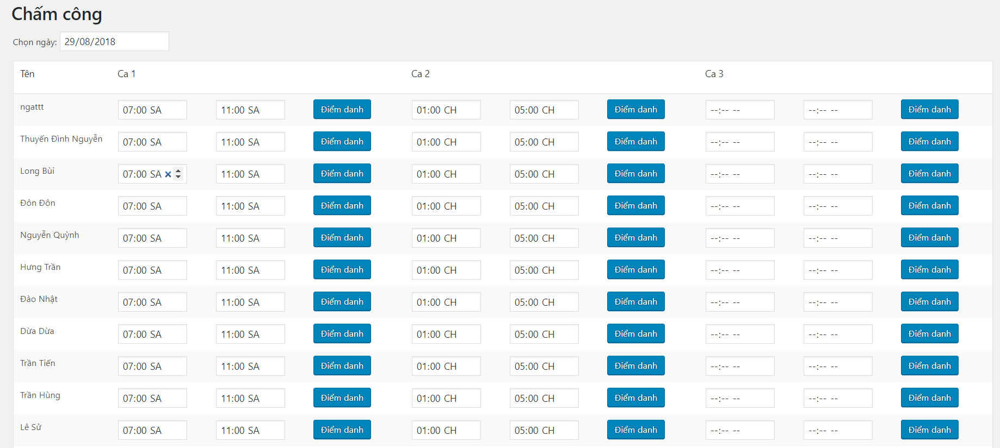 Chấm công
Chọn ngày: 29/08/2018
Tên Ca 1 Ca 2 Ca 3
ngattt 07:00 SA 11:00 SA Điểm danh 01:00 CH 05:00 CH Điểm danh --:-- -- --:-- -- Điểm danh
Thuyến Đình Nguyễn 07:00 SA 11:00 SA Điểm danh 01:00 CH 05:00 CH Điểm danh --:-- -- --:-- -- Điểm danh
Long Bùi 07:00 SA 11:00 SA Điểm danh 01:00 CH 05:00 CH Điểm danh --:-- -- --:-- -- Điểm danh
Đôn Đôn 07:00 SA 11:00 SA Điểm danh 01:00 CH 05:00 CH Điểm danh --:-- -- --:-- -- Điểm danh
Nguyễn Quỳnh 07:00 SA 11:00 SA Điểm danh 01:00 CH 05:00 CH Điểm danh --:-- -- --:-- -- Điểm danh
Hưng Trần 07:00 SA 11:00 SA Điểm danh 01:00 CH 05:00 CH Điểm danh --:-- -- --:-- -- Điểm danh
Đào Nhật 07:00 SA 11:00 SA Điểm danh 01:00 CH 05:00 CH Điểm danh --:-- -- --:-- -- Điểm danh
Dừa Dừa 07:00 SA 11:00 SA Điểm danh 01:00 CH 05:00 CH Điểm danh --:-- -- --:-- -- Điểm danh
Trần Tiến 07:00 SA 11:00 SA Điểm danh 01:00 CH 05:00 CH Điểm danh --:-- -- --:-- -- Điểm danh
Trần Hùng 07:00 SA 11:00 SA Điểm danh 01:00 CH 05:00 CH Điểm danh --:-- -- --:-- -- Điểm danh
Lê Sử 07:00 SA 11:00 SA Điểm danh 01:00 CH 05:00 CH Điểm danh --:-- -- --:-- -- Điểm danh